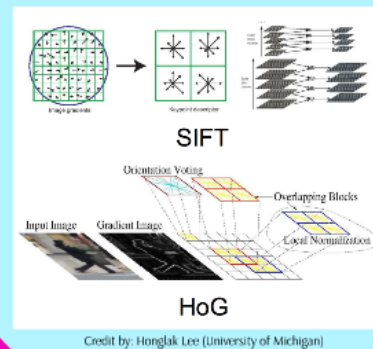 Image gradients
Keypoint descriptor
SIFT
Orientation Voting
Overlapping Blocks
Input Image
Gradient Image
Local Normalization
HoG
Credit by: Honglak Lee (University of Michigan)